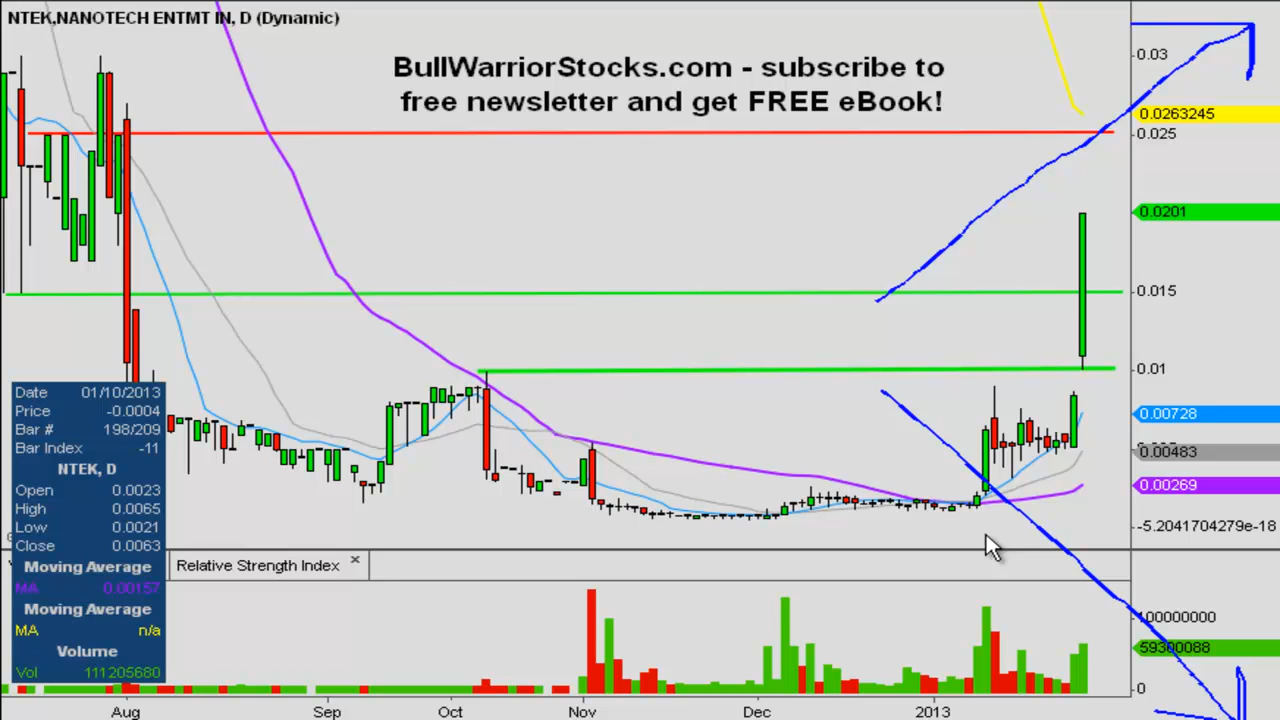 NTEK,NANOTECH ENTMT IN, D (Dynamic)
BullWarriorStocks.com - subscribe to
free newsletter and get FREE eBook!
0.03
0.0263245
0.025
0.0201
0.015
0.01
0.00728
0.00483
0.00269
-5.2041704279e-18
Date 01/10/2013
Price -0.0004
Bar # 198/209
Bar Index -11
NTEK, D
Open 0.0023
High 0.0065
Low 0.0021
Close 0.0063
Moving Average
MA 0.00157
Moving Average
MA n/a
Volume
Vol 111205680
Relative Strength Index ×
100000000
59300088
0
Aug Sep Oct Nov Dec 2013